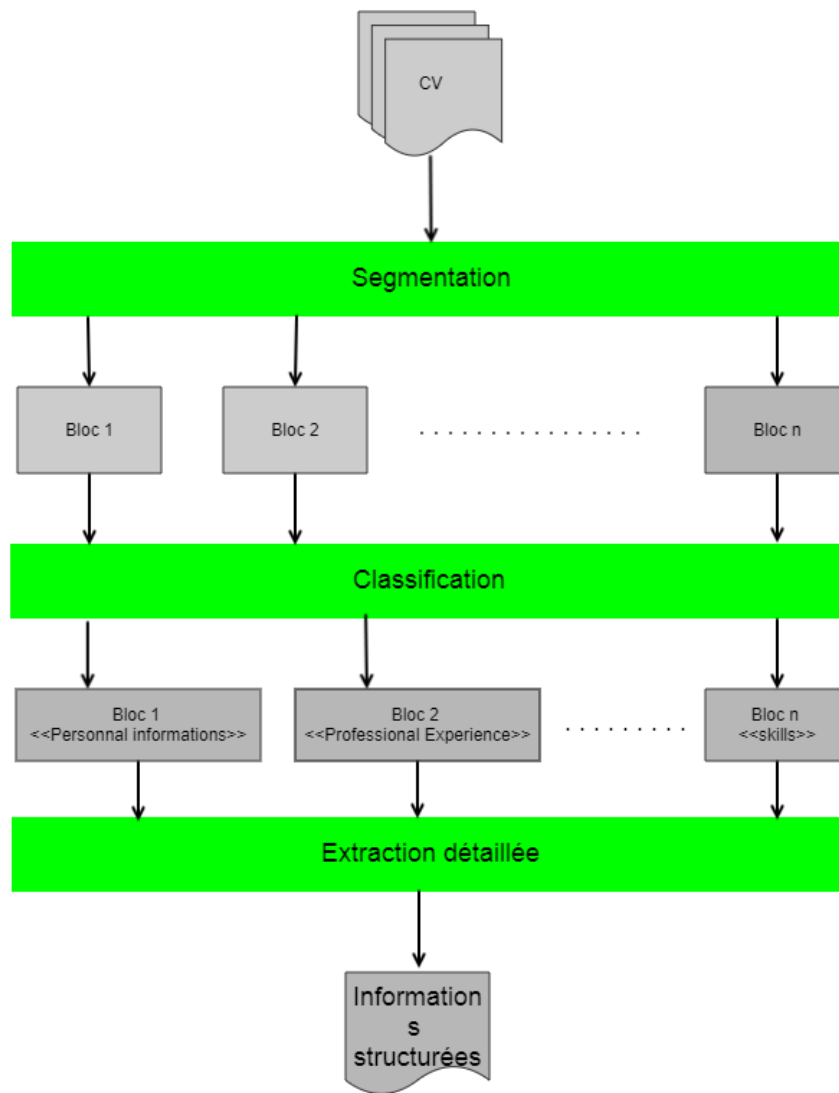 CV
Segmentation
Bloc 1
Bloc 2
. . . . . . . . . . . . . . . . .
Bloc n
Classification
Bloc 1
<<Personnal informations>>
Bloc 2
<<Professional Experience>>
. . . . . . . . .
Bloc n
<<skills>>
Extraction détaillée
Information
s
structurées